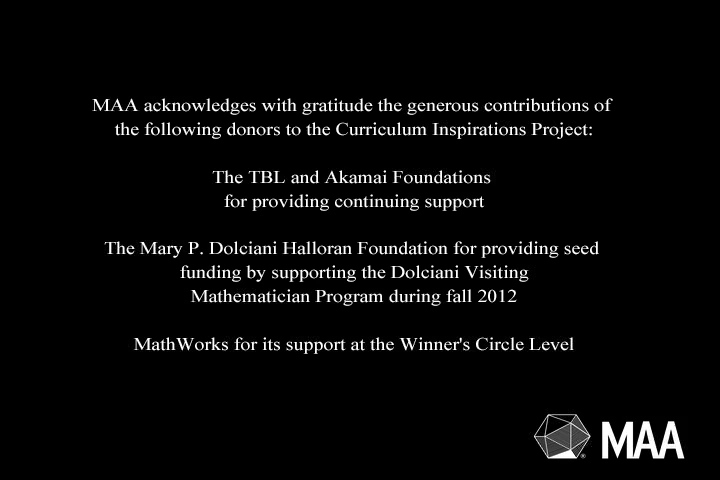 MAA acknowledges with gratitude the generous contributions of
the following donors to the Curriculum Inspirations Project:
The TBL and Akamai Foundations
for providing continuing support
The Mary P. Dolciani Halloran Foundation for providing seed
funding by supporting the Dolciani Visiting
Mathematician Program during fall 2012
MathWorks for its support at the Winner's Circle Level
® MAA